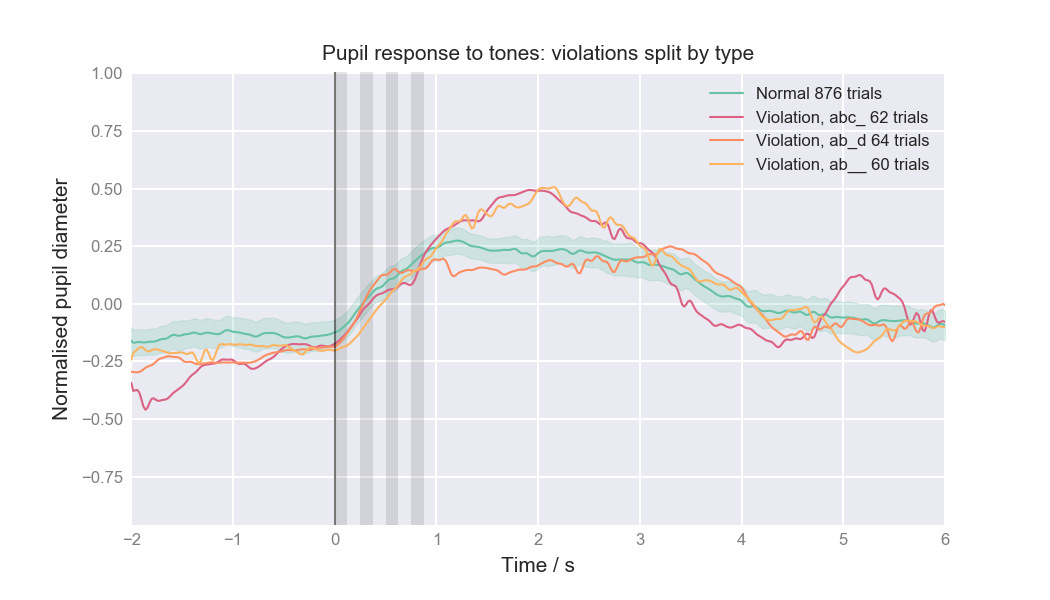 Pupil response to tones: violations split by type
Normal 876 trials
Violation, abc_ 62 trials
Violation, ab_d 64 trials
Violation, ab__ 60 trials
Normalised pupil diameter
1.00
0.75
0.50
0.25
0.00
−0.25
−0.50
−0.75
−2 −1 0 1 2 3 4 5 6
Time / s